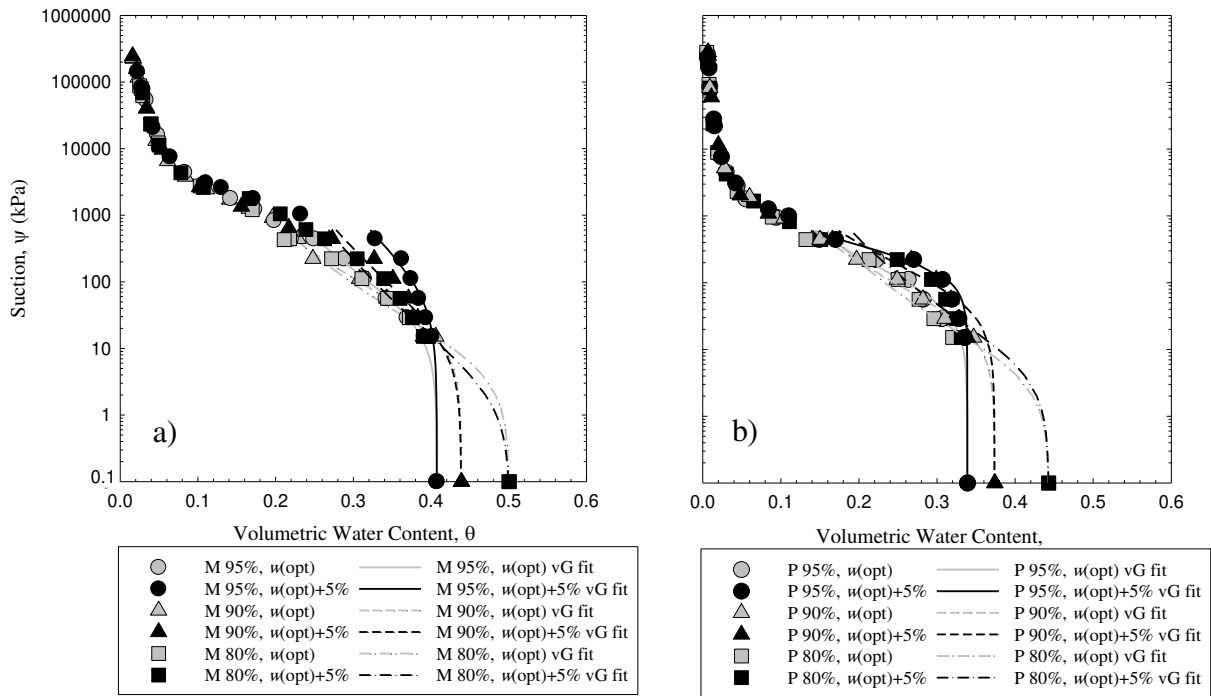 1000000
100000
10000
1000
100
10
1
0.1
Suction, ψ (kPa)
a)
0.0 0.1 0.2 0.3 0.4 0.5 0.6
Volumetric Water Content, θ
M 95%, w(opt) M 95%, w(opt) vG fit
M 95%, w(opt)+5% M 95%, w(opt)+5% vG fit
M 90%, w(opt) M 90%, w(opt) vG fit
M 90%, w(opt)+5% M 90%, w(opt)+5% vG fit
M 80%, w(opt) M 80%, w(opt) vG fit
M 80%, w(opt)+5% M 80%, w(opt)+5% vG fit
b)
0.0 0.1 0.2 0.3 0.4 0.5 0.6
Volumetric Water Content,
P 95%, w(opt) P 95%, w(opt) vG fit
P 95%, w(opt)+5% P 95%, w(opt)+5% vG fit
P 90%, w(opt) P 90%, w(opt) vG fit
P 90%, w(opt)+5% P 90%, w(opt)+5% vG fit
P 80%, w(opt) P 80%, w(opt) vG fit
P 80%, w(opt)+5% P 80%, w(opt)+5% vG fit